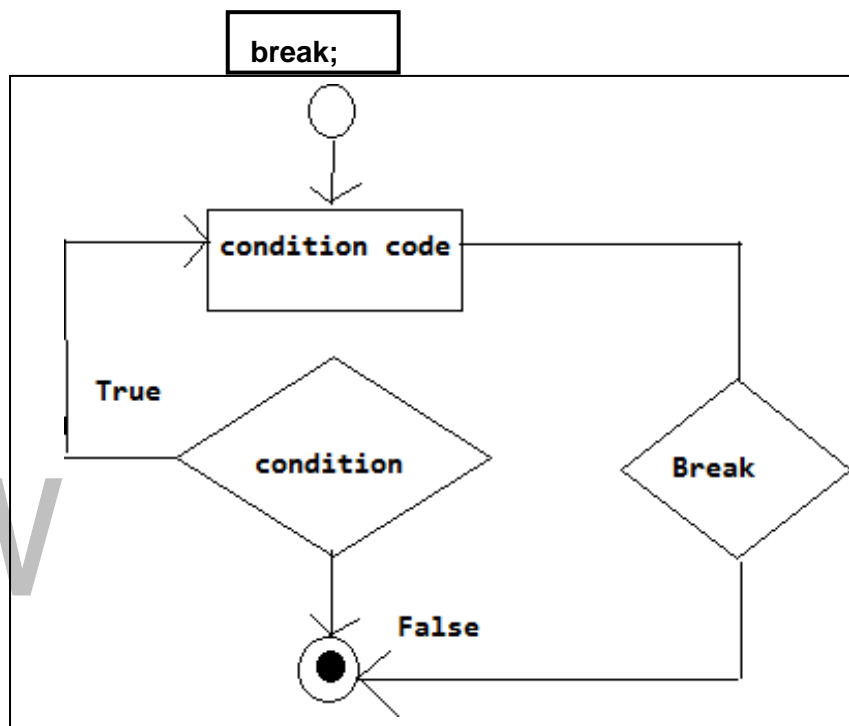 break;
condition code
True
condition
Break
False